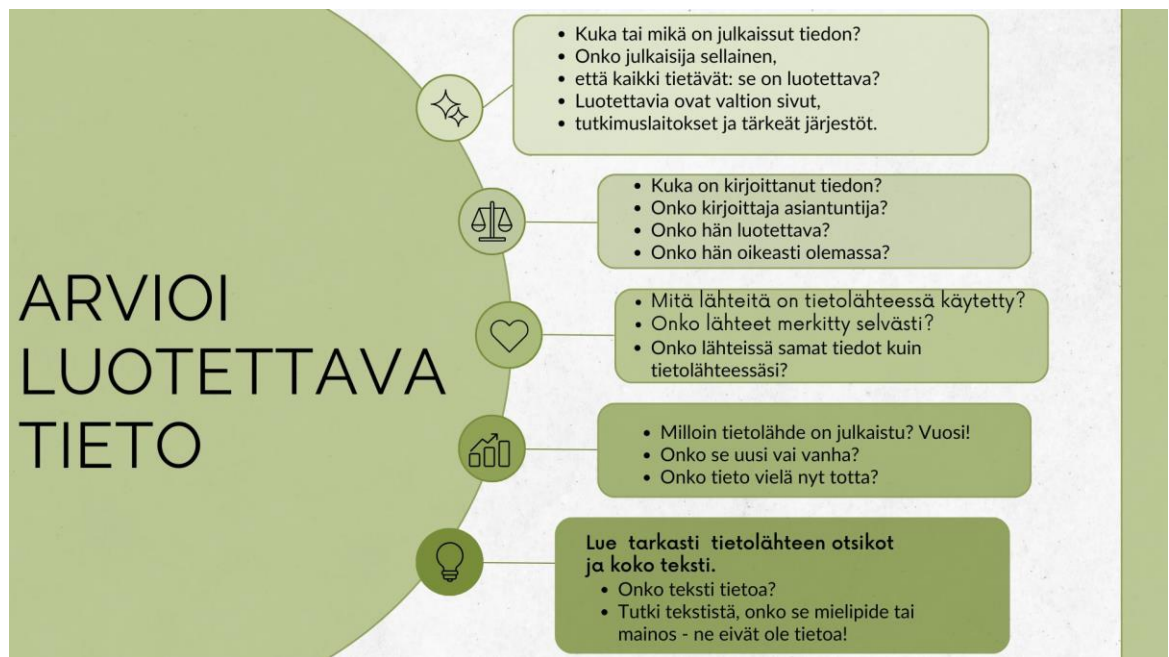 ARVIOI
LUOTETTAVA
TIETO
• Kuka tai mikä on julkaissut tiedon?
• Onko julkaisija sellainen,
• että kaikki tietävät: se on luotettava?
• Luotettavia ovat valtion sivut,
• tutkimuslaitokset ja tärkeät järjestöt.
• Kuka on kirjoittanut tiedon?
• Onko kirjoittaja asiantuntija?
• Onko hän luotettava?
• Onko hän oikeasti olemassa?
• Mitä lähteitä on tietolähteessä käytetty?
• Onko lähteet merkitty selvästi?
• Onko lähteissä samat tiedot kuin
tietolähteessäsi?
• Milloin tietolähde on julkaistu? Vuosi!
• Onko se uusi vai vanha?
• Onko tieto vielä nyt totta?
Lue tarkasti tietolähteen otsikot
ja koko teksti.
• Onko teksti tietoa?
• Tutki tekstistä, onko se mielipide tai
mainos - ne eivät ole tietoa!